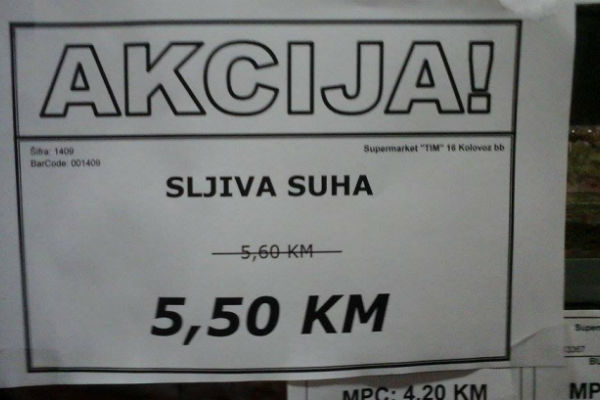 AKCIJA!
Šifra: 1409
BarCode: 001409
Supermarket "TIM" 16 Kolovoz bb
SLJIVA SUHA
5,60 KM
5,50 KM
MPC: 4,20 KM
MP